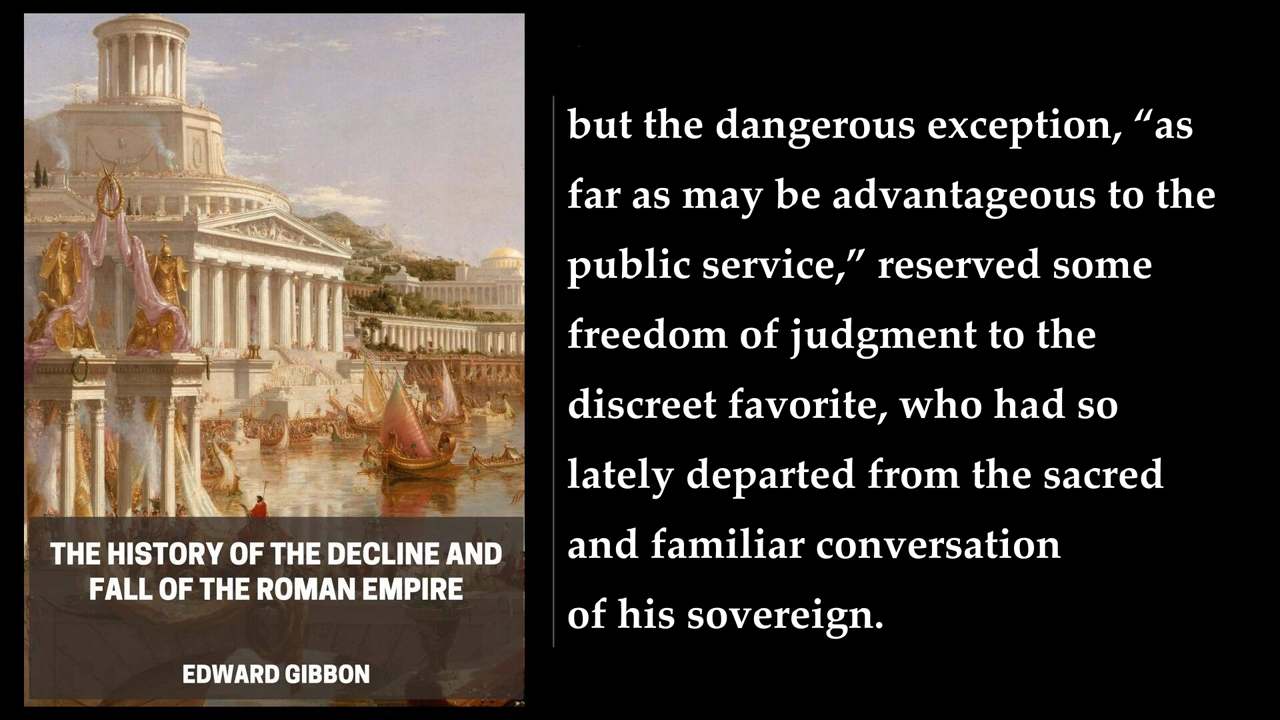 THE HISTORY OF THE DECLINE AND
FALL OF THE ROMAN EMPIRE
EDWARD GIBBON
but the dangerous exception, “as
far as may be advantageous to the
public service,” reserved some
freedom of judgment to the
discreet favorite, who had so
lately departed from the sacred
and familiar conversation
of his sovereign.